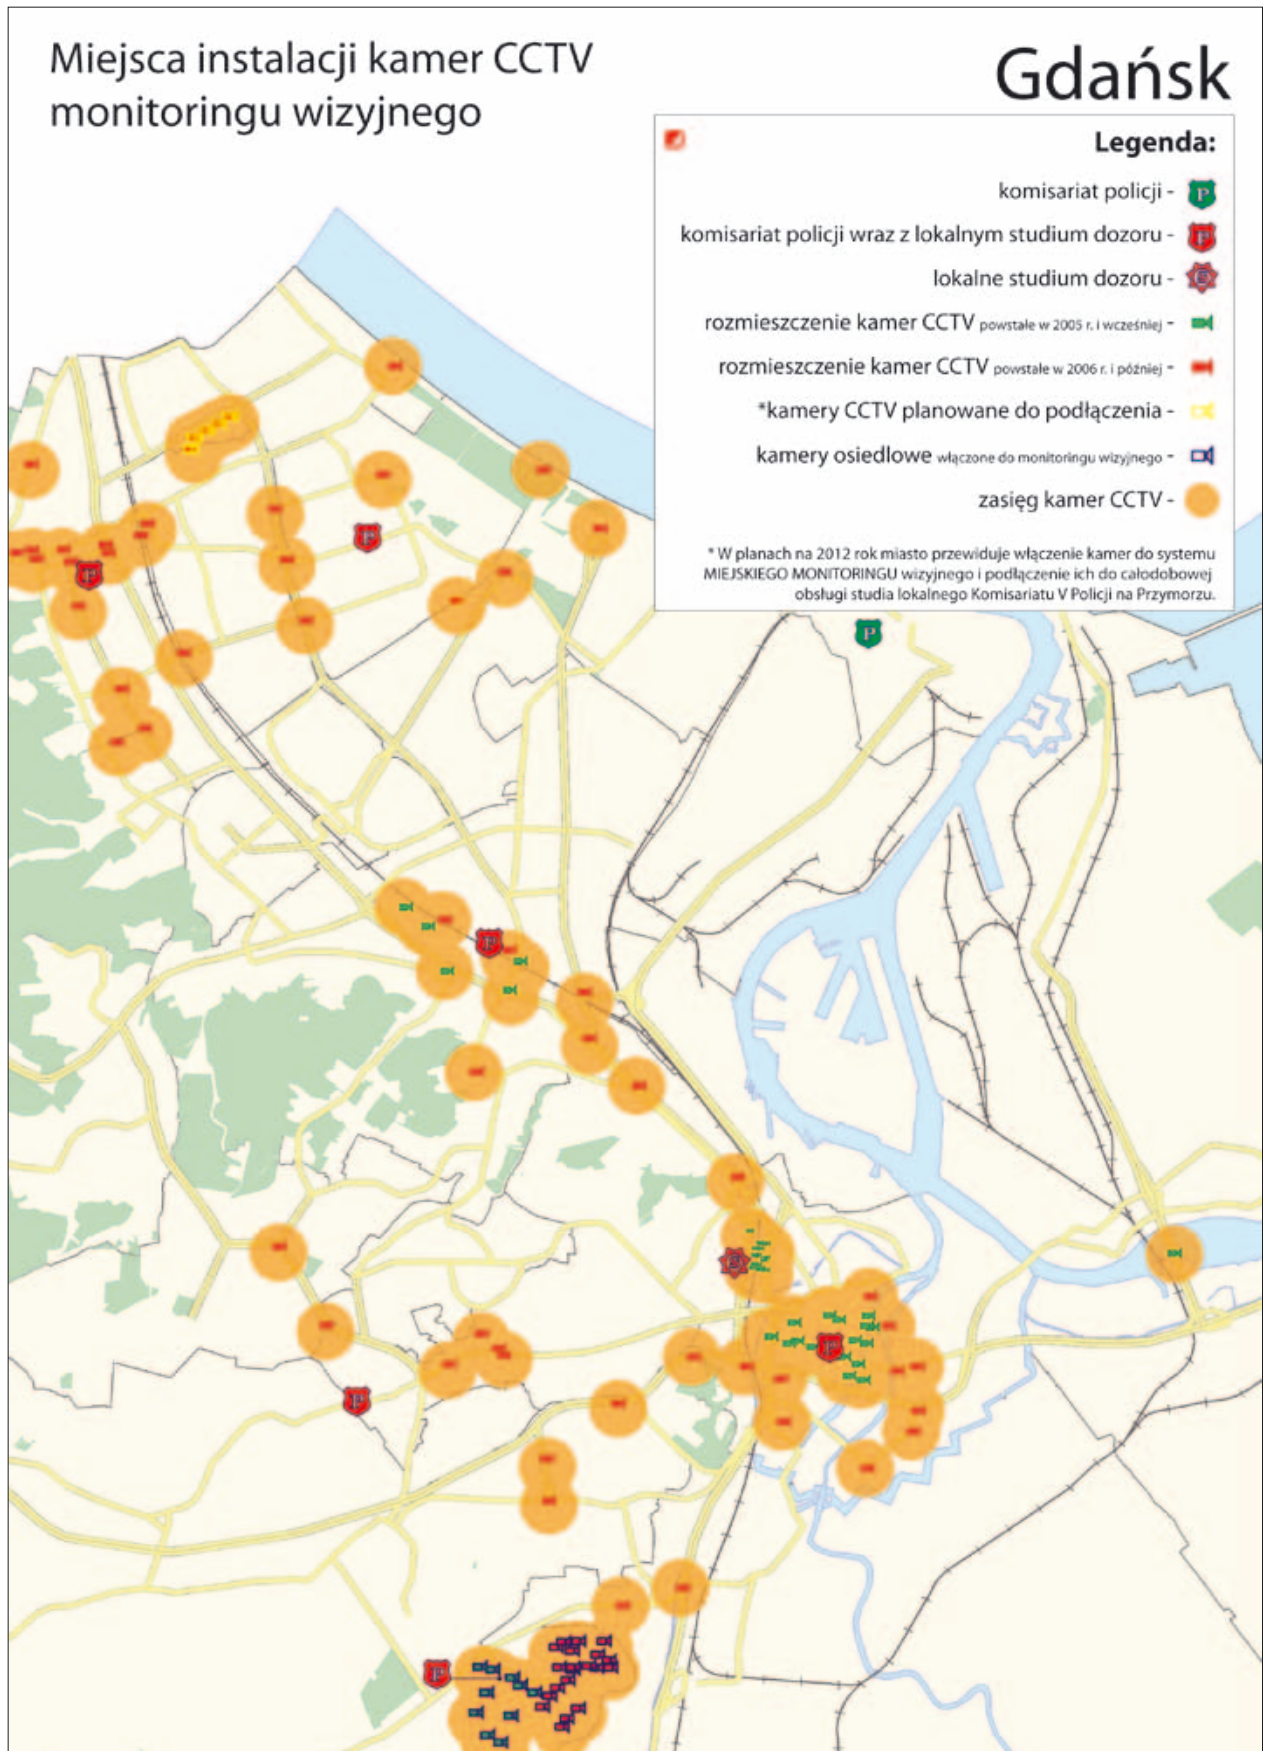 Miejsca instalacji kamer CCTV
monitoringu wizyjnego
Gdańsk
Legenda:
komisariat policji -
komisariat policji wraz z lokalnym studium dozoru -
lokalne studium dozoru -
rozmieszczenie kamer CCTV powstałe w 2005 r. i wcześniej -
rozmieszczenie kamer CCTV powstałe w 2006 r. i później -
*kamery CCTV planowane do podłączenia -
kamery osiedlowe włączone do monitoringu wizyjnego -
zasięg kamer CCTV -
* W planach na 2012 rok miasto przewiduje włączenie kamer do systemu
MIEJSKIEGO MONITORINGU wizyjnego i podłączenie ich do całodobowej
obsługi studia lokalnego Komisariatu V Policji na Przymorzu.